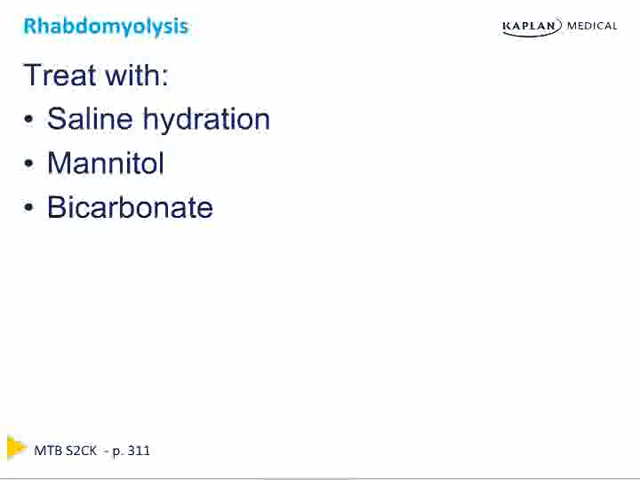 Rhabdomyolysis
KAPLAN MEDICAL
Treat with:
• Saline hydration
• Mannitol
• Bicarbonate
MTB S2CK - p. 311